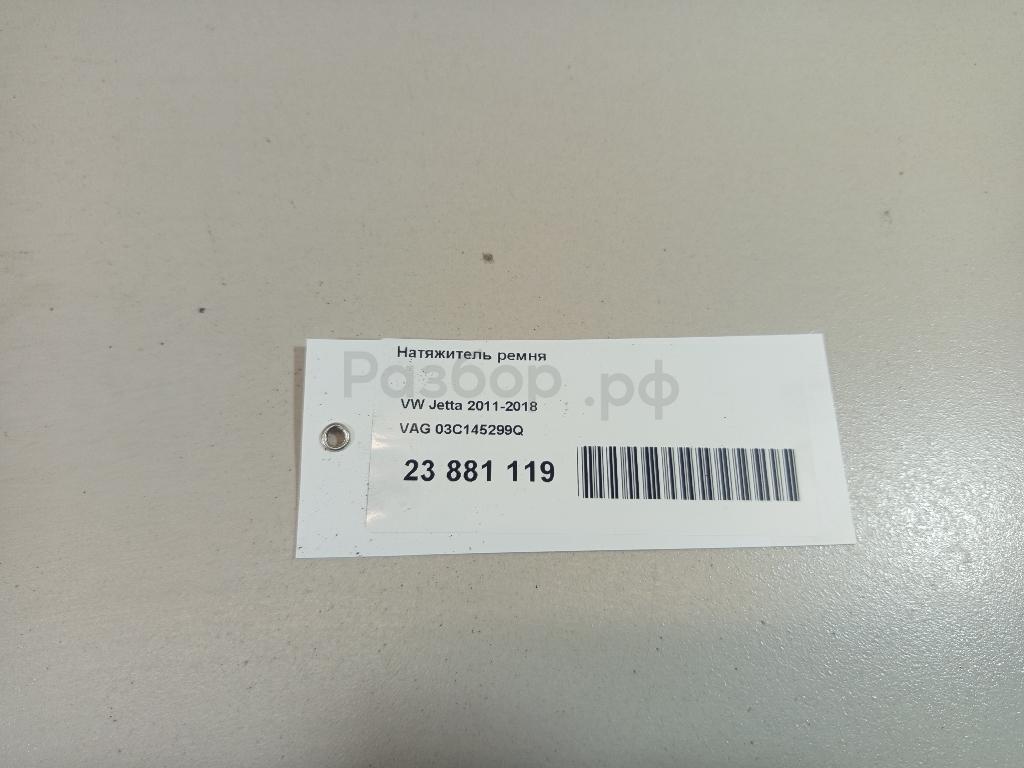 Натяжитель ремня
Разбор.рф
VW Jetta 2011-2018
VAG 03C145299Q
23 881 119